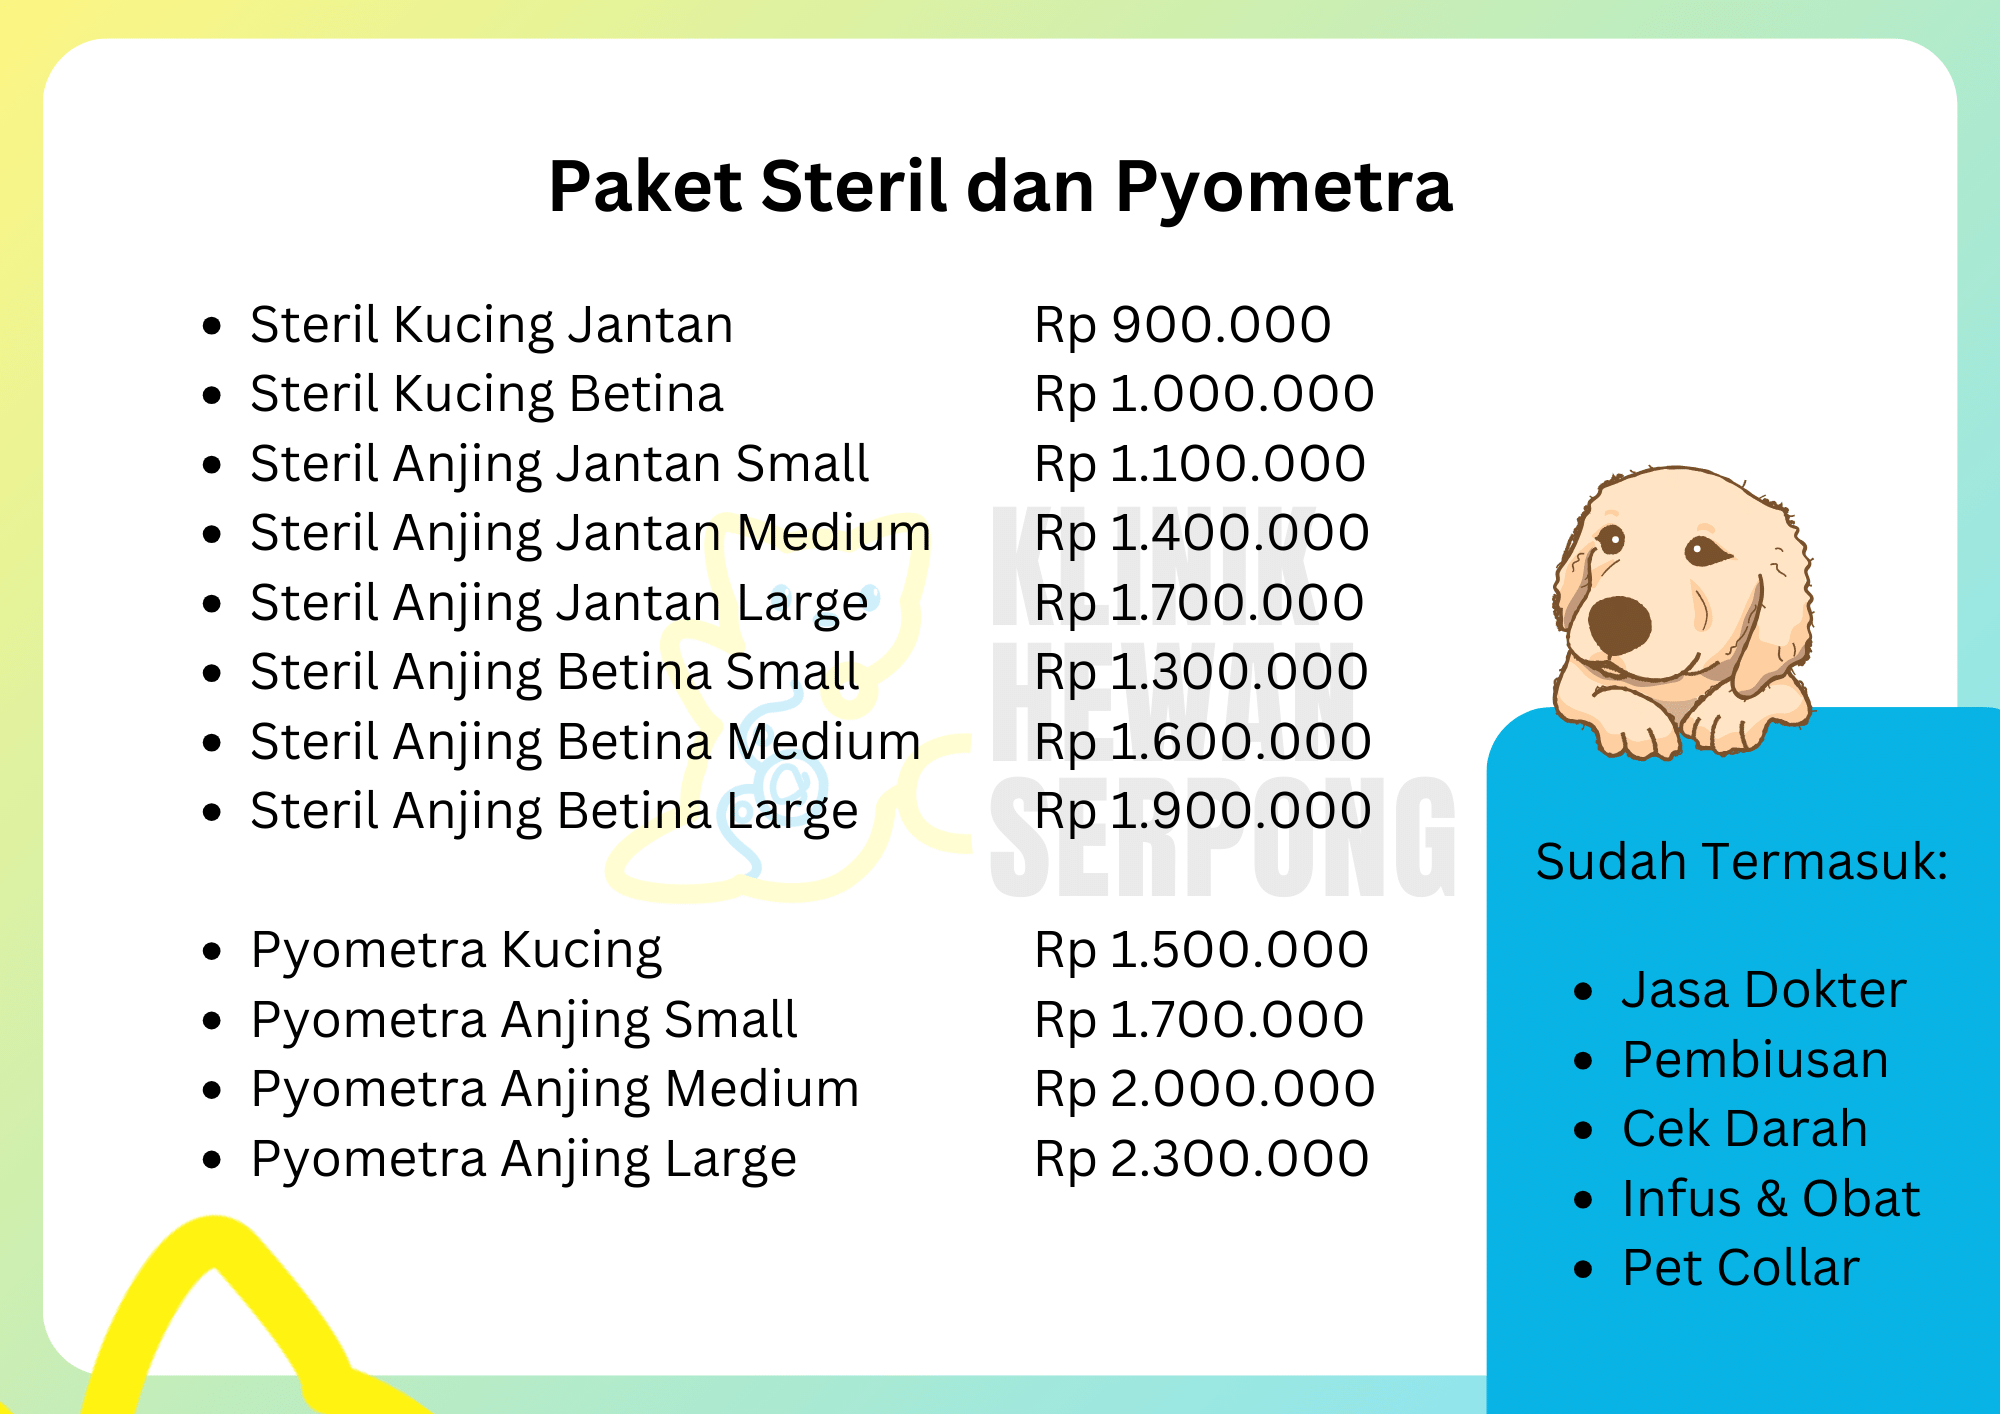 Paket Steril dan Pyometra
Steril Kucing Jantan Rp 900.000
Steril Kucing Betina Rp 1.000.000
Steril Anjing Jantan Small Rp 1.100.000
Steril Anjing Jantan Medium Rp 1.400.000
Steril Anjing Jantan Large Rp 1.700.000
Steril Anjing Betina Small Rp 1.300.000
Steril Anjing Betina Medium Rp 1.600.000
Steril Anjing Betina Large Rp 1.900.000
Pyometra Kucing Rp 1.500.000
Pyometra Anjing Small Rp 1.700.000
Pyometra Anjing Medium Rp 2.000.000
Pyometra Anjing Large Rp 2.300.000
KLINIK
HEWAN
SERPONG
Sudah Termasuk:
Jasa Dokter
Pembiusan
Cek Darah
Infus & Obat
Pet Collar